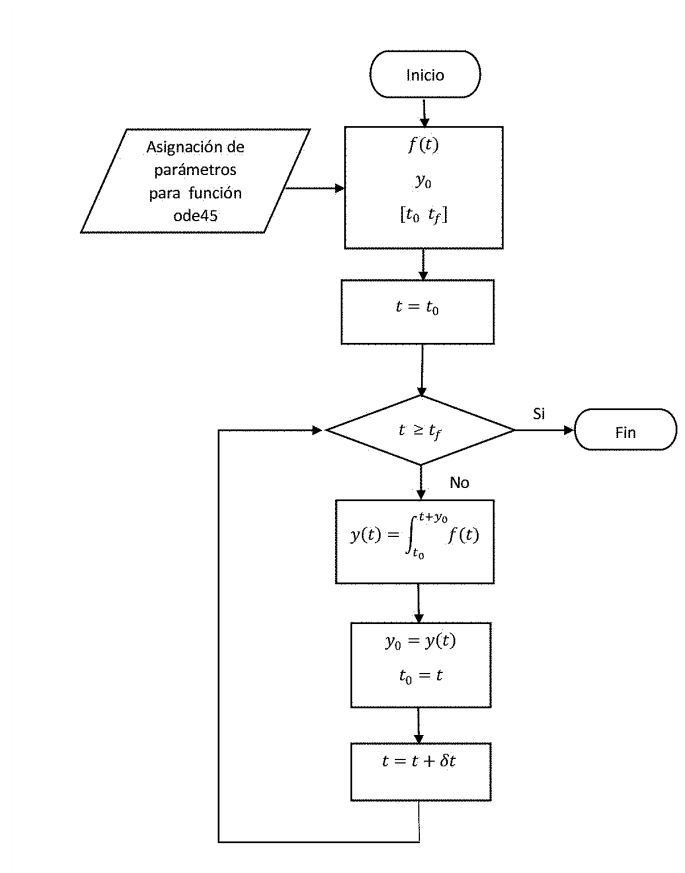 Inicio
Asignación de
parámetros
para función
ode45
f(t)
y₀
[t₀ t_f]
t = t₀
t ≥ t_f
Si
Fin
No
y(t) = ∫_{t₀}^{t+y₀} f(t)
y₀ = y(t)
t₀ = t
t = t + δt